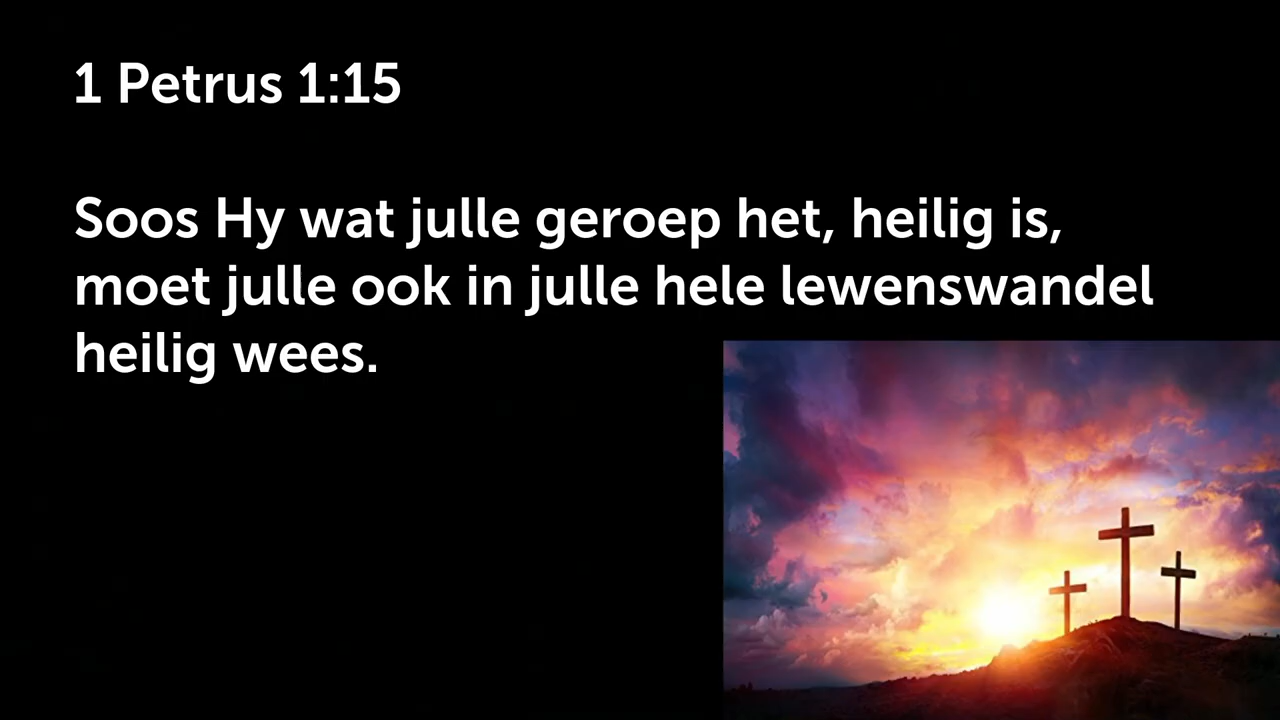 1 Petrus 1:15
Soos Hy wat julle geroep het, heilig is,
moet julle ook in julle hele lewenswandel
heilig wees.